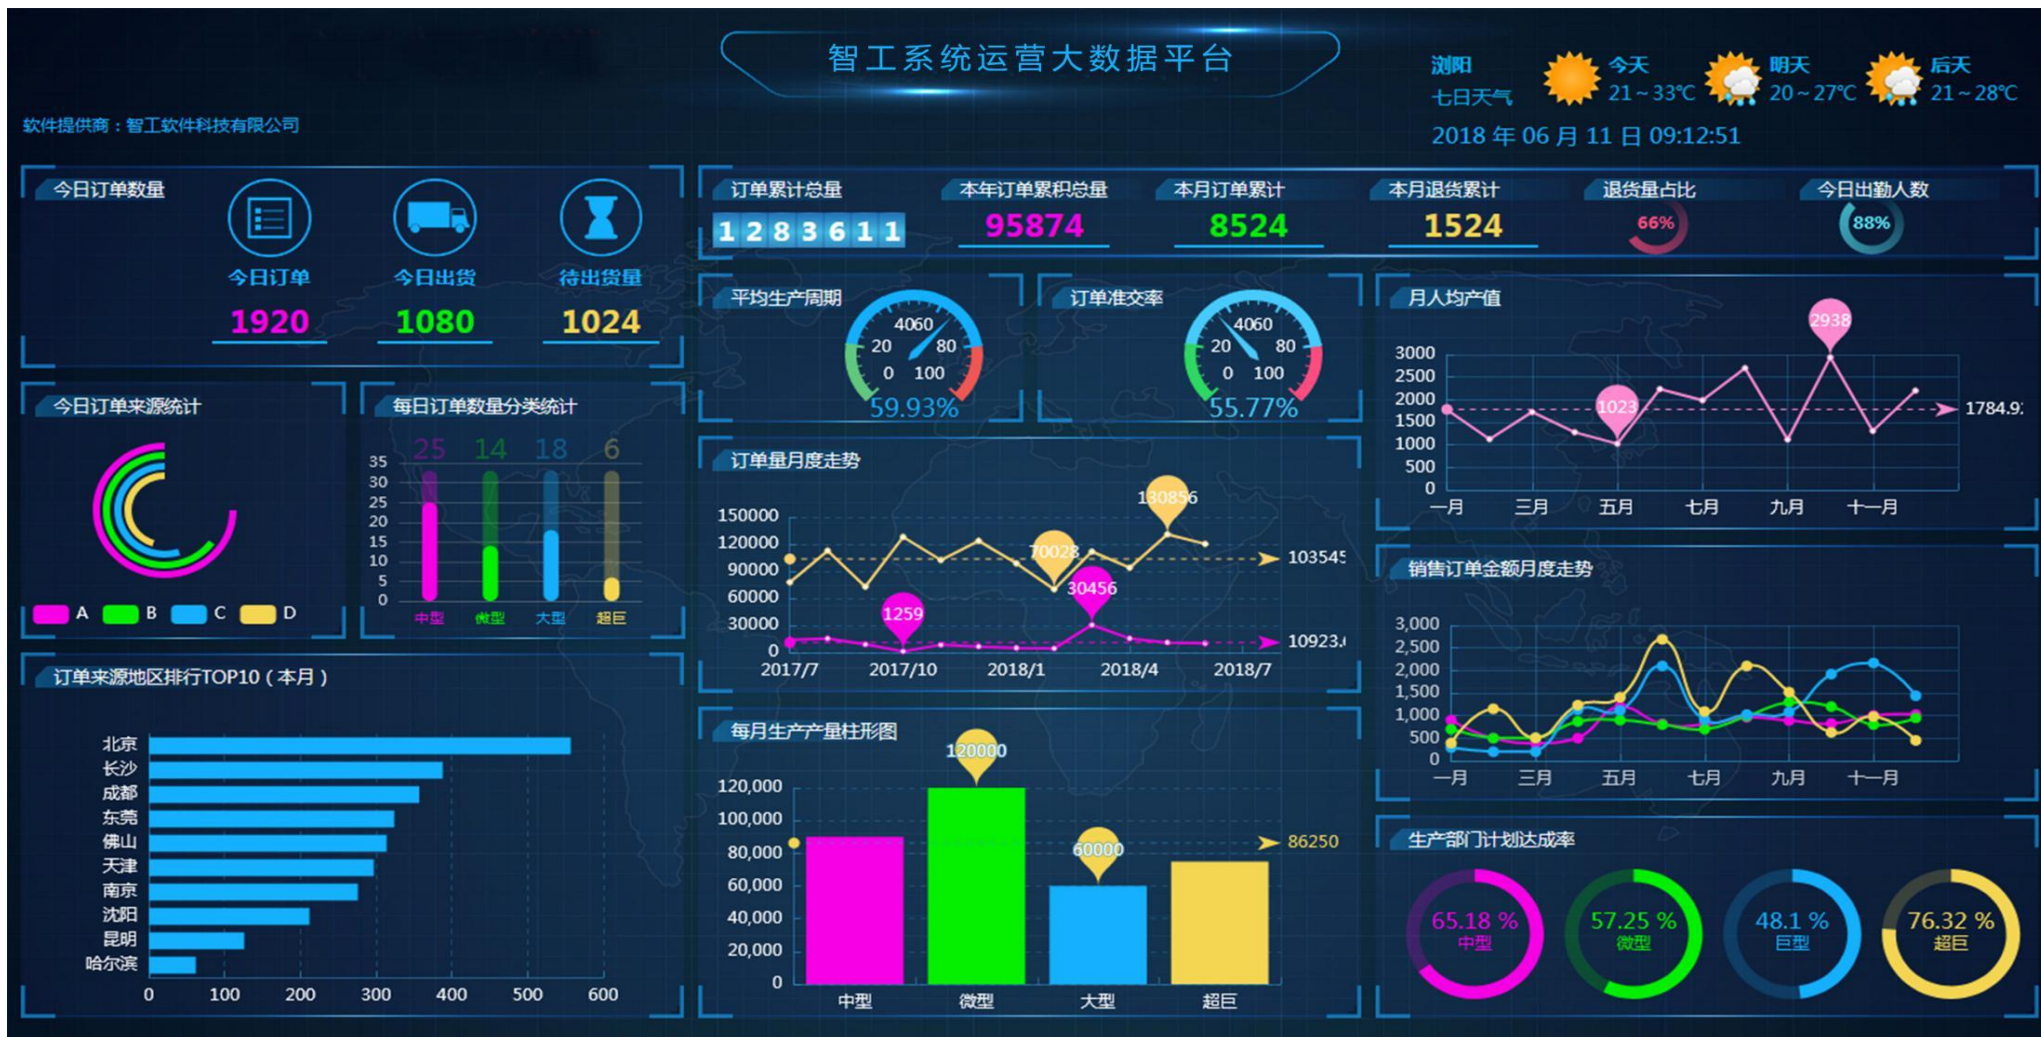 智工系统运营大数据平台
浏阳
七日天气
今天
21~33℃
明天
20~27℃
后天
21~28℃
2018 年 06 月 11 日 09:12:51
软件提供商：智工软件科技有限公司
今日订单数量
今日订单
今日出货
待出货量
1920
1080
1024
订单累计总量
1283611
本年订单累积总量
95874
本月订单累计
8524
本月退货累计
1524
退货量占比
66%
今日出勤人数
88%
今日订单来源统计
A B C D
每日订单数量分类统计
25 14 18 6
35
30
25
20
15
10
5
0
中型 微型 大型 超巨
订单来源地区排行TOP10（本月）
北京
长沙
成都
东莞
佛山
天津
南京
沈阳
昆明
哈尔滨
0 100 200 300 400 500 600
平均生产周期
0 20 40 60 80 100
59.93%
订单准交率
0 20 40 60 80 100
55.77%
订单量月度走势
130856
70028
30456
1259
150000
120000
90000
60000
30000
0
103545
10923.
2017/7 2017/10 2018/1 2018/4 2018/7
每月生产产量柱形图
120000
60000
86250
120,000
100,000
80,000
60,000
40,000
20,000
0
中型 微型 大型 超巨
月人均产值
2938
1023
1784.9
3000
2500
2000
1500
1000
500
0
一月 三月 五月 七月 九月 十一月
销售订单金额月度走势
3,000
2,500
2,000
1,500
1,000
500
0
一月 三月 五月 七月 九月 十一月
生产部门计划达成率
65.18 %
中型
57.25 %
微型
48.1 %
巨型
76.32 %
超巨